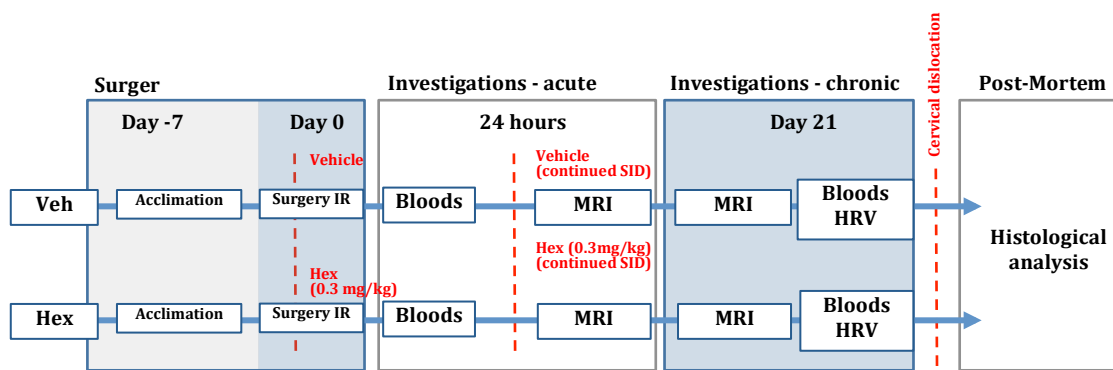 Surger
Investigations - acute
Investigations - chronic
Post-Mortem
Cervical dislocation
Day -7
Day 0
24 hours
Day 21
Vehicle
Vehicle
(continued SID)
Veh
Acclimation
Surgery IR
Bloods
MRI
MRI
Bloods
HRV
Hex
(0.3 mg/kg)
Hex (0.3mg/kg)
(continued SID)
Histological
analysis
Hex
Acclimation
Surgery IR
Bloods
MRI
MRI
Bloods
HRV